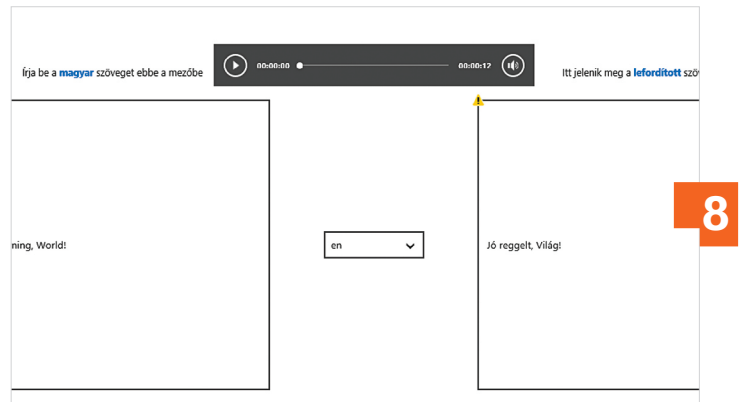 Írja be a magyar szöveget ebbe a mezőbe
00:00:00 00:00:12
Itt jelenik meg a lefordított
ning, World!
en
Jó reggelt, Világ!
8